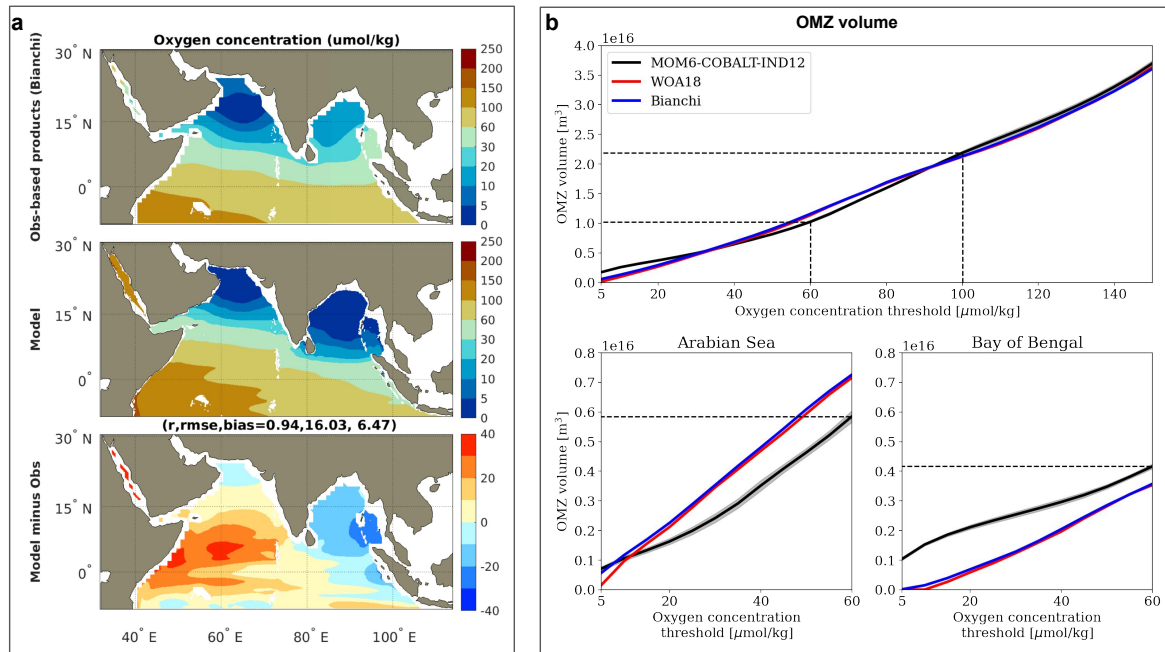 a
Oxygen concentration (umol/kg)
Obs-based products (Bianchi)
30° N
15° N
0°
250
200
150
100
60
30
20
10
5
0
Model
30° N
15° N
0°
250
200
150
100
60
30
20
10
5
0
(r,rmse,bias=0.94,16.03, 6.47)
Model minus Obs
30° N
15° N
0°
40
20
0
-20
-40
40° E
60° E
80° E
100° E
b
OMZ volume
1e16
OMZ volume [m³]
4.0
3.5
3.0
2.5
2.0
1.5
1.0
0.5
0.0
MOM6-COBALT-IND12
WOA18
Bianchi
5 20 40 60 80 100 120 140
Oxygen concentration threshold [μmol/kg]
1e16
Arabian Sea
OMZ volume [m³]
0.8
0.7
0.6
0.5
0.4
0.3
0.2
0.1
0.0
5 20 40 60
Oxygen concentration
threshold [μmol/kg]
1e16
Bay of Bengal
0.8
0.7
0.6
0.5
0.4
0.3
0.2
0.1
0.0
5 20 40 60
Oxygen concentration
threshold [μmol/kg]